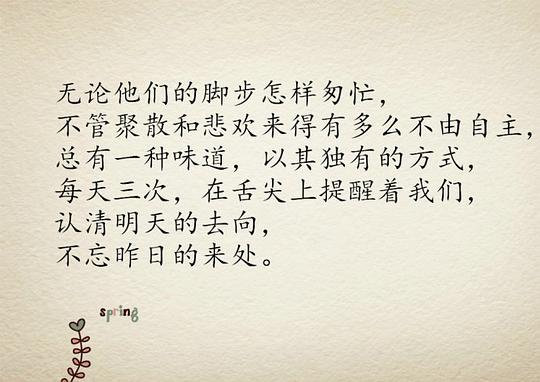 无论他们的脚步怎样匆忙，
不管聚散和悲欢来得有多么不由自主，
总有一种味道，以其独有的方式，
每天三次，在舌尖上提醒着我们，
认清明天的去向，
不忘昨日的来处。
spring